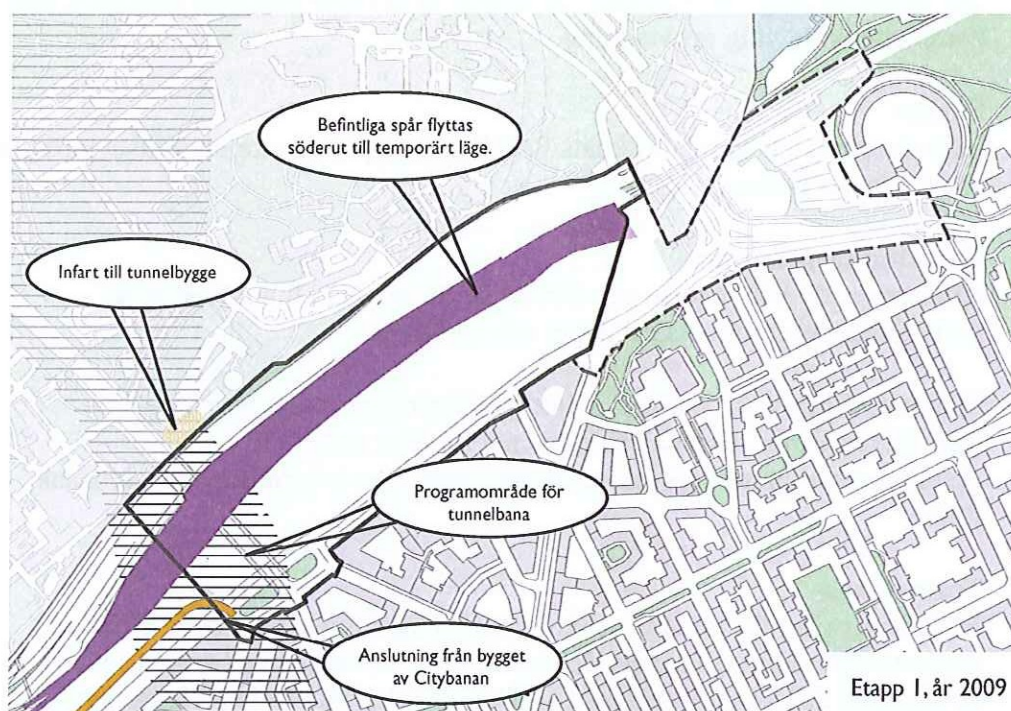 Befintliga spår flyttas
söderut till temporärt läge.
Infart till tunnelbygge
Programområde för
tunnelbana
Anslutning från bygget
av Citybanan
Etapp 1, år 2009